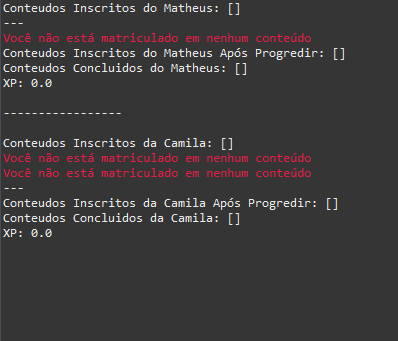 Conteudos Inscritos do Matheus: []
---
Você não está matriculado em nenhum conteúdo
Conteudos Inscritos do Matheus Após Progredir: []
Conteudos Concluidos do Matheus: []
XP: 0.0
-----------------
Conteudos Inscritos da Camila: []
Você não está matriculado em nenhum conteúdo
Você não está matriculado em nenhum conteúdo
---
Conteudos Inscritos da Camila Após Progredir: []
Conteudos Concluidos da Camila: []
XP: 0.0